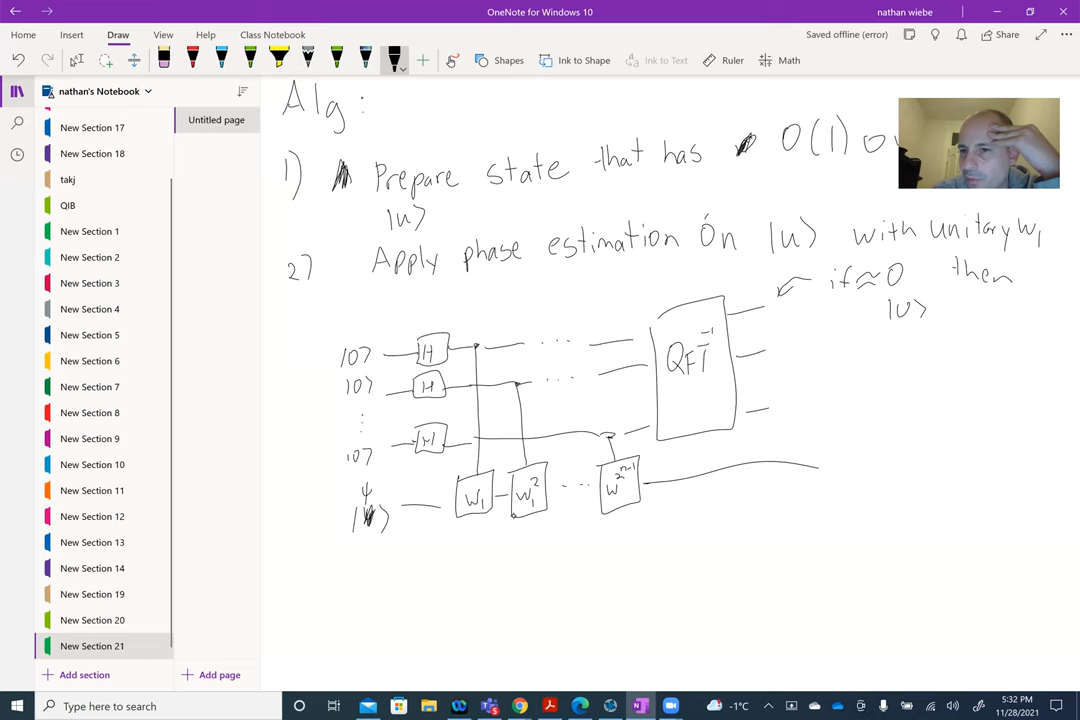 OneNote for Windows 10
nathan wiebe
Home
Insert
Draw
View
Help
Class Notebook
Saved offline (error)
Share
Shapes
Ink to Shape
Ink to Text
Ruler
Math
nathan's Notebook
Untitled page
New Section 17
New Section 18
takj
QIB
New Section 1
New Section 2
New Section 3
New Section 4
New Section 5
New Section 6
New Section 7
New Section 8
New Section 9
New Section 10
New Section 11
New Section 12
New Section 13
New Section 14
New Section 19
New Section 20
New Section 21
Add section
Add page
Alg:
1) Prepare state that has O(1) ov
|u>
2) Apply phase estimation On |u> with unitary W₁
if ≈ 0 then
|v>
|0> H
|0> H
⋮
|0> H
QFT⁻¹
ψ
W₁ W₁² ... W^{2^{n-1}}
Type here to search
-1°C
5:32 PM
11/28/2021